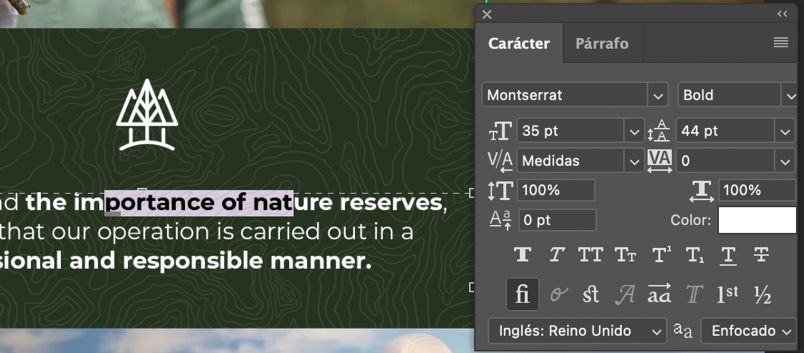 Carácter
Párrafo
Montserrat
Bold
35 pt
44 pt
Medidas
0
100%
100%
0 pt
Color:
T T TT Tt T¹ T₁ T T
fi st A aa T 1st ½
Inglés: Reino Unido
aa
Enfocado
nd the importance of nature reserves,
that our operation is carried out in a
sional and responsible manner.